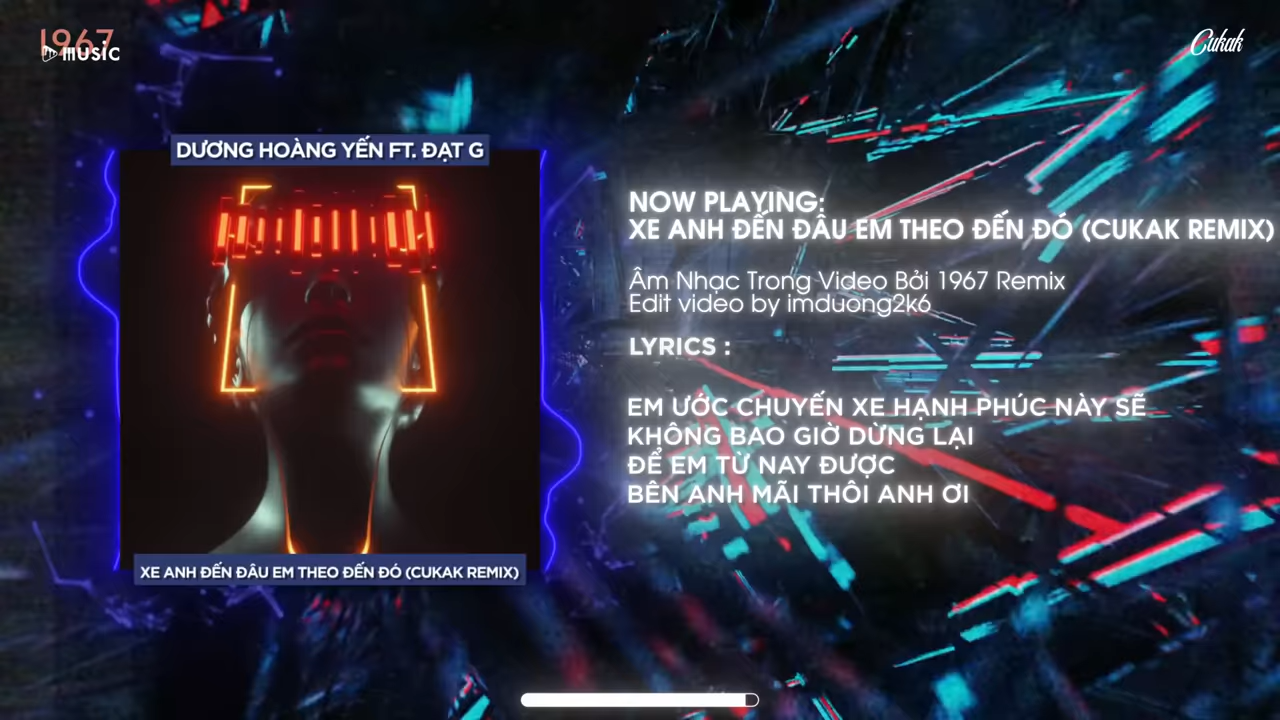 1967
MUSIC
Cukak
DƯƠNG HOÀNG YẾN FT. ĐẠT G
XE ANH ĐẾN ĐÂU EM THEO ĐẾN ĐÓ (CUKAK REMIX)
NOW PLAYING:
XE ANH ĐẾN ĐÂU EM THEO ĐẾN ĐÓ (CUKAK REMIX)
Âm Nhạc Trong Video Bởi 1967 Remix
Edit video by imduong2k6
LYRICS :
EM ƯỚC CHUYẾN XE HẠNH PHÚC NÀY SẼ
KHÔNG BAO GIỜ DỪNG LẠI
ĐỂ EM TỪ NAY ĐƯỢC
BÊN ANH MÃI THÔI ANH ƠI